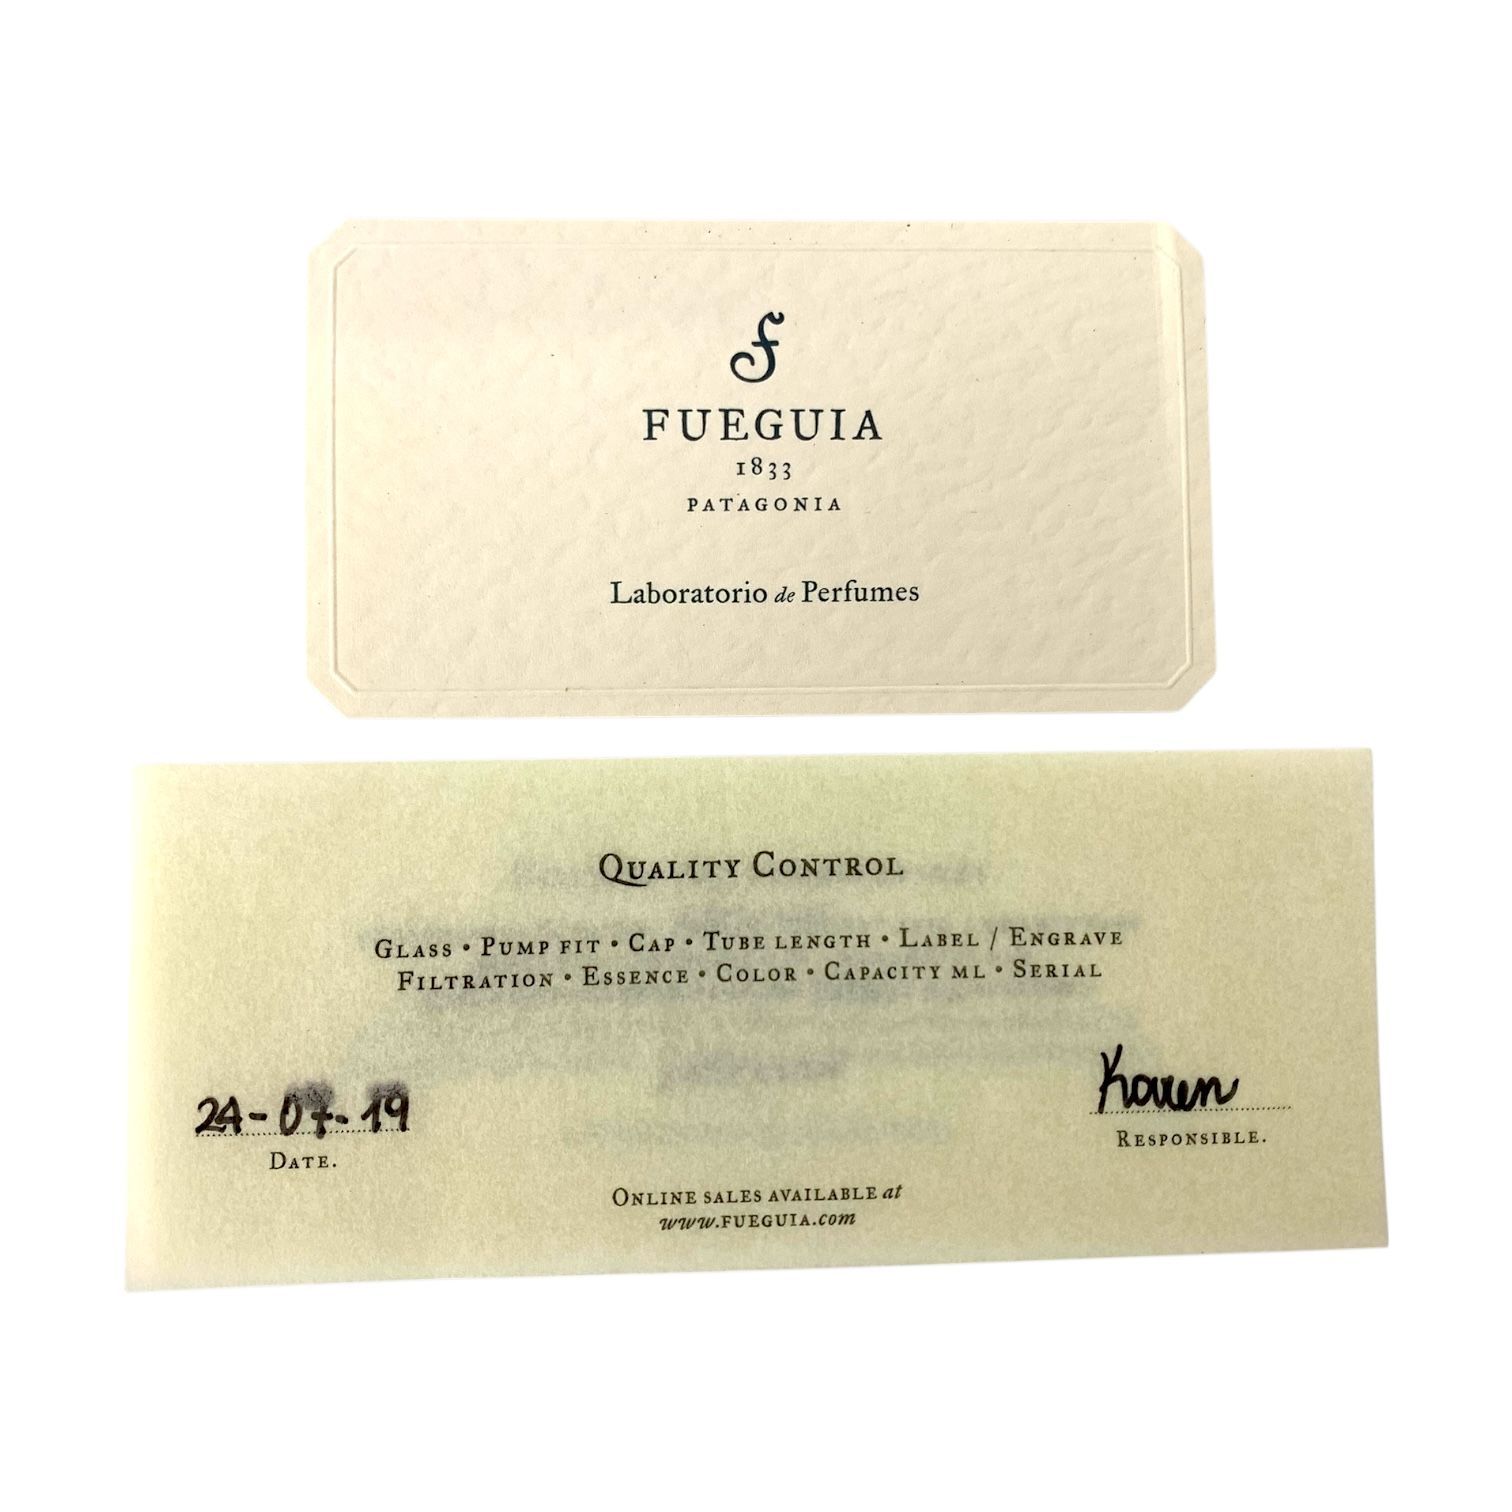 FUEGUIA
1833
PATAGONIA
Laboratorio de Perfumes
QUALITY CONTROL
GLASS • PUMP FIT • CAP • TUBE LENGTH • LABEL / ENGRAVE
FILTRATION • ESSENCE • COLOR • CAPACITY ML • SERIAL
24-07-19
Karen
DATE.
RESPONSIBLE.
ONLINE SALES AVAILABLE at
www.FUEGUIA.com